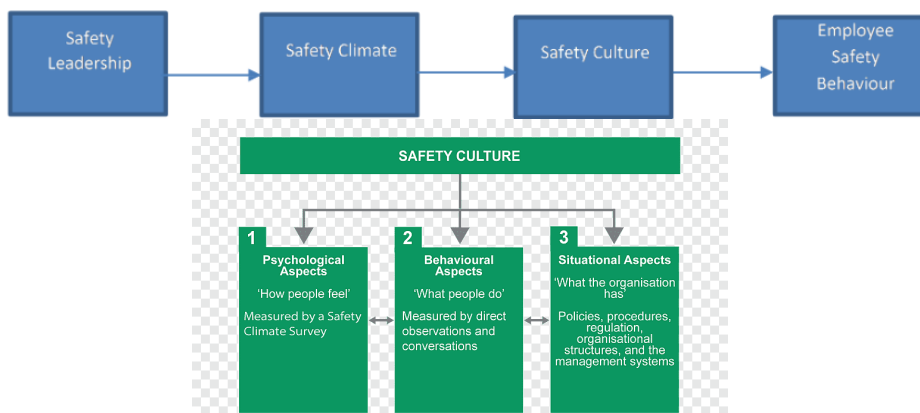 Safety
Leadership
Safety Climate
Safety Culture
Employee
Safety
Behaviour
SAFETY CULTURE
1
Psychological
Aspects
'How people feel'
Measured by a Safety
Climate Survey
2
Behavioural
Aspects
'What people do'
Measured by direct
observations and
conversations
3
Situational Aspects
'What the organisation
has'
Policies, procedures,
regulation,
organisational
structures, and the
management systems